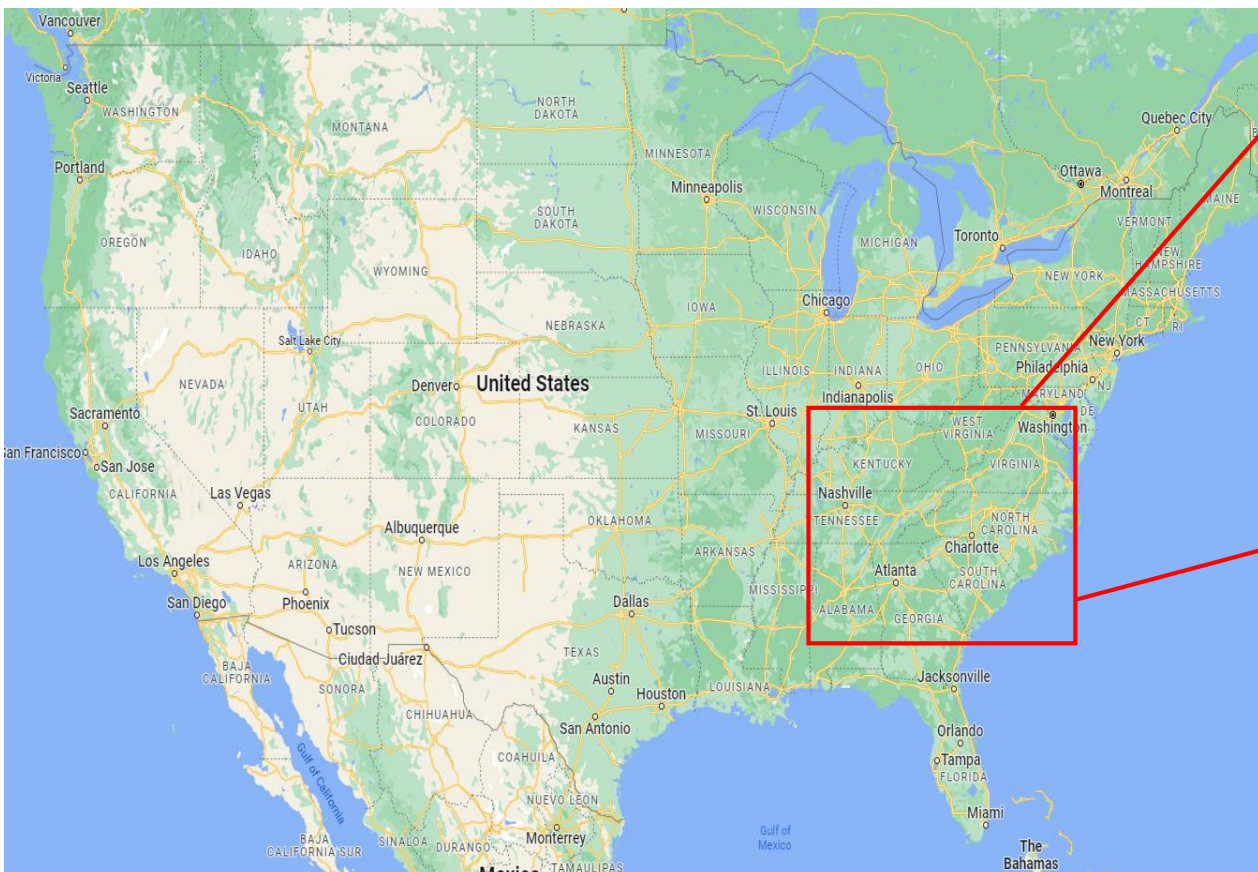 Vancouver
Victoria
Seattle
WASHINGTON
MONTANA
NORTH
DAKOTA
MINNESOTA
Quebec City
Portland
Minneapolis
Ottawa
Montreal
MAINE
OREGON
IDAHO
SOUTH
DAKOTA
WISCONSIN
MICHIGAN
Toronto
VERMONT
NEW
HAMPSHIRE
WYOMING
NEW YORK
MASSACHUSETTS
Chicago
IOWA
CT
RI
NEBRASKA
Salt Lake City
PENNSYLVANIA
New York
NEVADA
UTAH
Denver
United States
ILLINOIS
INDIANA
OHIO
Philadelphia
Indianapolis
MARYLAND
NJ
DE
Sacramento
COLORADO
KANSAS
St. Louis
MISSOURI
WEST
VIRGINIA
Washington
San Francisco
San Jose
CALIFORNIA
KENTUCKY
VIRGINIA
Las Vegas
Nashville
TENNESSEE
Albuquerque
OKLAHOMA
NORTH
CAROLINA
Charlotte
Los Angeles
ARIZONA
NEW MEXICO
ARKANSAS
Atlanta
SOUTH
CAROLINA
San Diego
Phoenix
Dallas
MISSISSIPPI
ALABAMA
GEORGIA
Tucson
Ciudad Juárez
TEXAS
BAJA
CALIFORNIA
SONORA
Austin
Houston
LOUISIANA
Jacksonville
CHIHUAHUA
San Antonio
Orlando
Tampa
FLORIDA
Gulf of California
COAHUILA
NUEVO LEON
Miami
Monterrey
Gulf of
Mexico
BAJA
CALIFORNIA SUR
SINALOA
DURANGO
The
Bahamas
Mexico
TAMAULIPAS